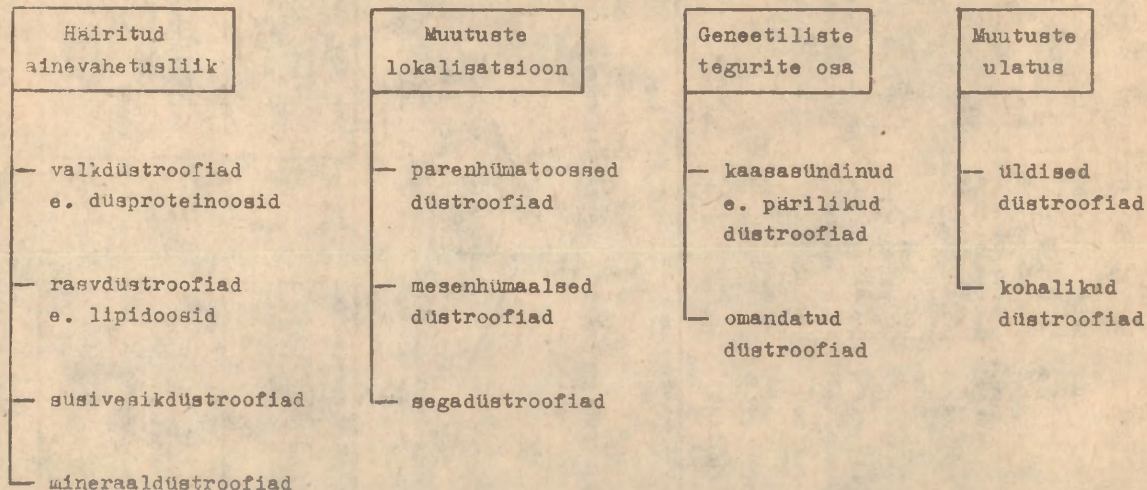 Häiritud
ainevahetusliik
valkdüstroofiad
e. düsproteinoosid
rasvdüstroofiad
e. lipidoosid
süsivesikdüstroofiad
mineraaldüstroofiad
Muutuste
lokalisatsioon
parenhümatoossed
düstroofiad
mesenhümaalsed
düstroofiad
segadüstroofiad
Geneetiliste
tegurite osa
kaasasündinud
e. pärilikud
düstroofiad
omandatud
düstroofiad
Muutuste
ulatus
üldised
düstroofiad
kohalikud
düstroofiad